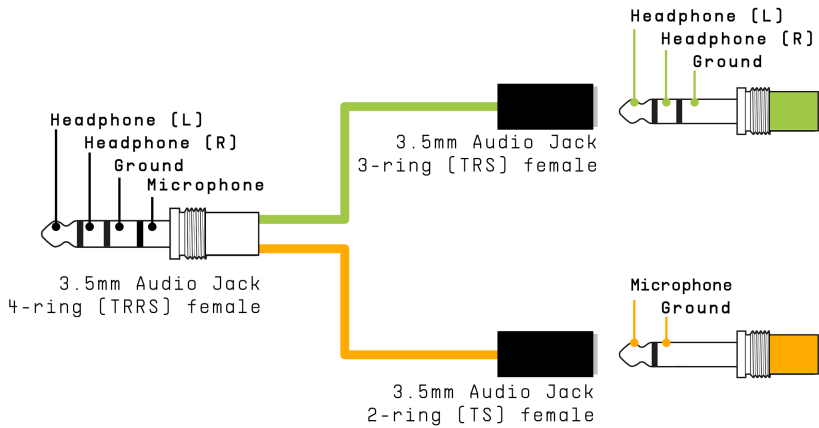 Headphone (L)
Headphone (R)
Ground
Microphone
3.5mm Audio Jack
4-ring (TRRS) female
3.5mm Audio Jack
3-ring (TRS) female
Headphone (L)
Headphone (R)
Ground
3.5mm Audio Jack
2-ring (TS) female
Microphone
Ground